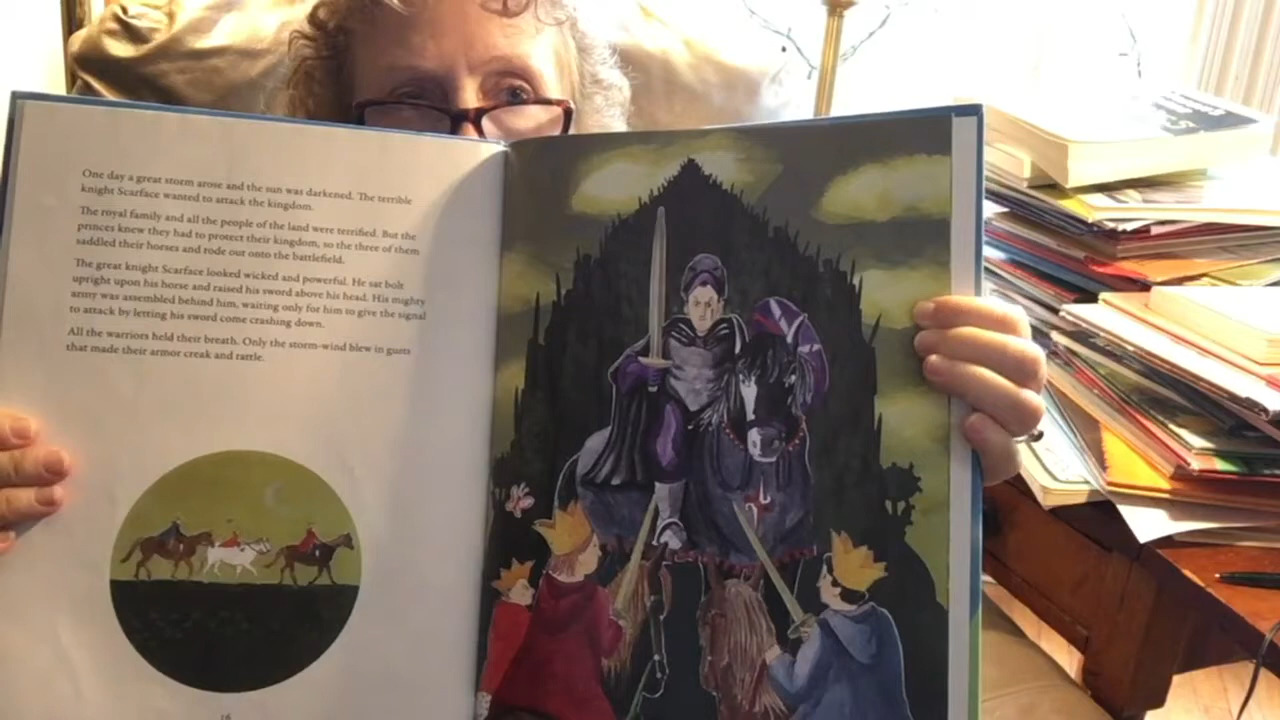 One day a great storm arose and the sun was darkened. The terrible
knight Scarface wanted to attack the kingdom.
The royal family and all the people of the land were terrified. But the
princes knew they had to protect their kingdom, so the three of them
saddled their horses and rode out onto the battlefield.
The great knight Scarface looked wicked and powerful. He sat bolt
upright upon his horse and raised his sword above his head. His mighty
army was assembled behind him, waiting only for him to give the signal
to attack by letting his sword come crashing down.
All the warriors held their breath. Only the storm-wind blew in gusts
that made their armor creak and rattle.
16